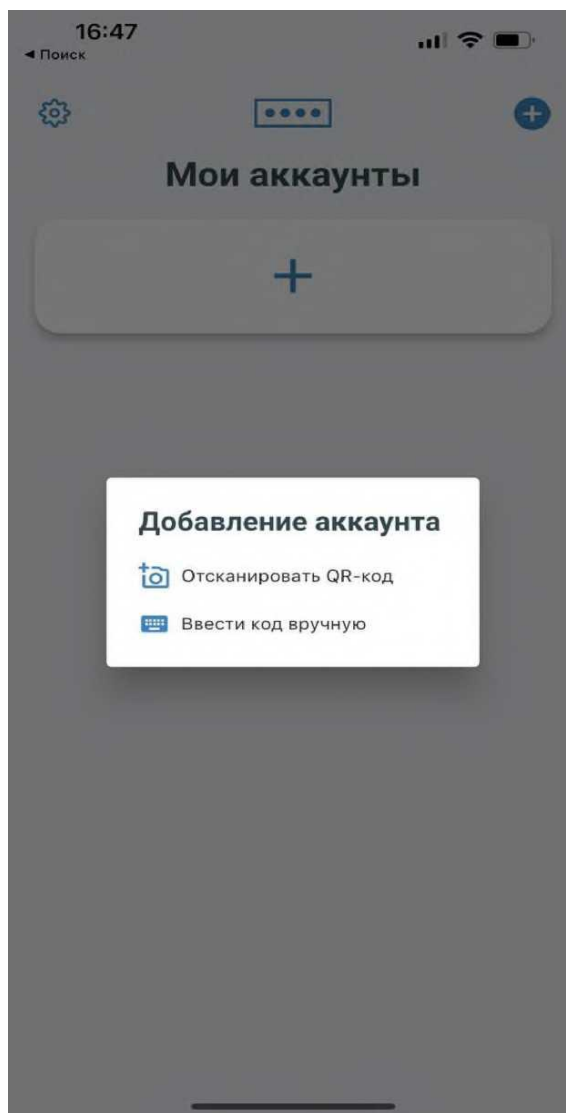 16:47
◀ Поиск
Мои аккаунты
Добавление аккаунта
Отсканировать QR-код
Ввести код вручную